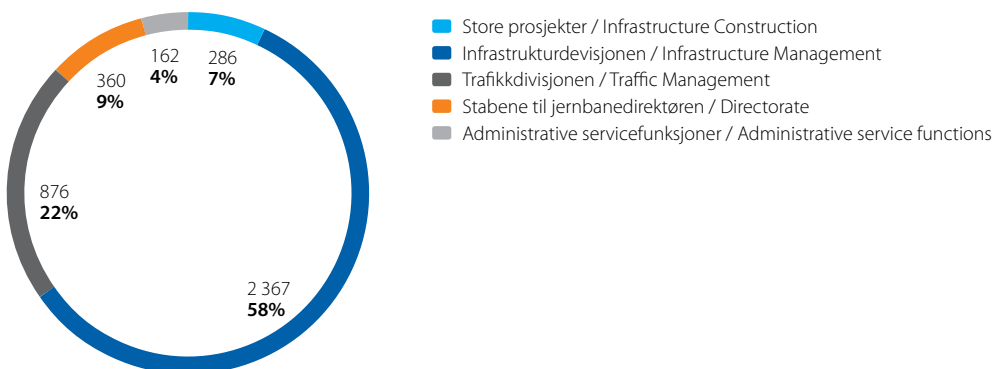 162
4%
286
7%
360
9%
876
22%
2 367
58%
Store prosjekter / Infrastructure Construction
Infrastrukturdevisjonen / Infrastructure Management
Trafikkdivisjonen / Traffic Management
Stabene til jernbanedirektøren / Directorate
Administrative servicefunksjoner / Administrative service functions